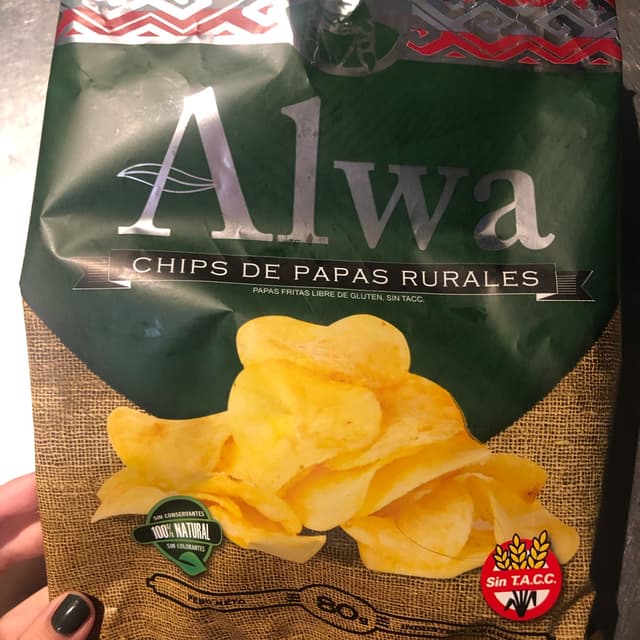 Alwa
CHIPS DE PAPAS RURALES
PAPAS FRITAS LIBRE DE GLUTEN, SIN TACC.
SIN CONSERVANTES
100% NATURAL
SIN COLORANTES
Sin T.A.C.C.
80g